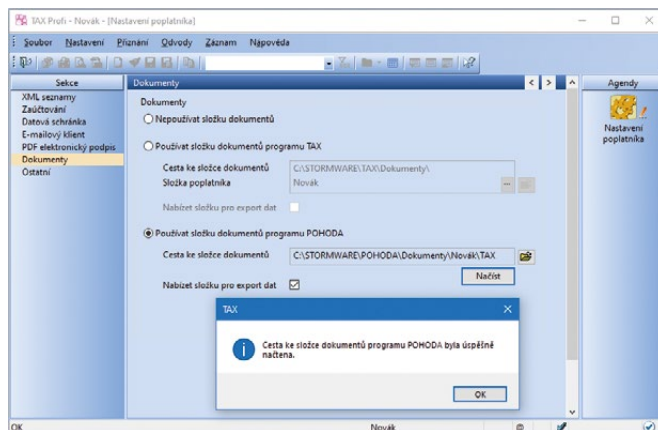 TAX Profi - Novák - [Nastavení poplatníka]
Soubor Nastavení Přiznání Odvody Záznam Nápověda
Sekce
XML seznamy
Zaúčtování
Datová schránka
E-mailový klient
PDF elektronický podpis
Dokumenty
Ostatní
Dokumenty
Dokumenty
Nepoužívat složku dokumentů
Používat složku dokumentů programu TAX
Cesta ke složce dokumentů C:\STORMWARE\TAX\Dokumenty\
Složka poplatníka Novák
Nabízet složku pro export dat
Používat složku dokumentů programu POHODA
Cesta ke složce dokumentů C:\STORMWARE\POHODA\Dokumenty\Novák\TAX
Načíst
Nabízet složku pro export dat
TAX
Cesta ke složce dokumentů programu POHODA byla úspěšně
načtena.
OK
Agendy
Nastavení
poplatníka
OK Novák @